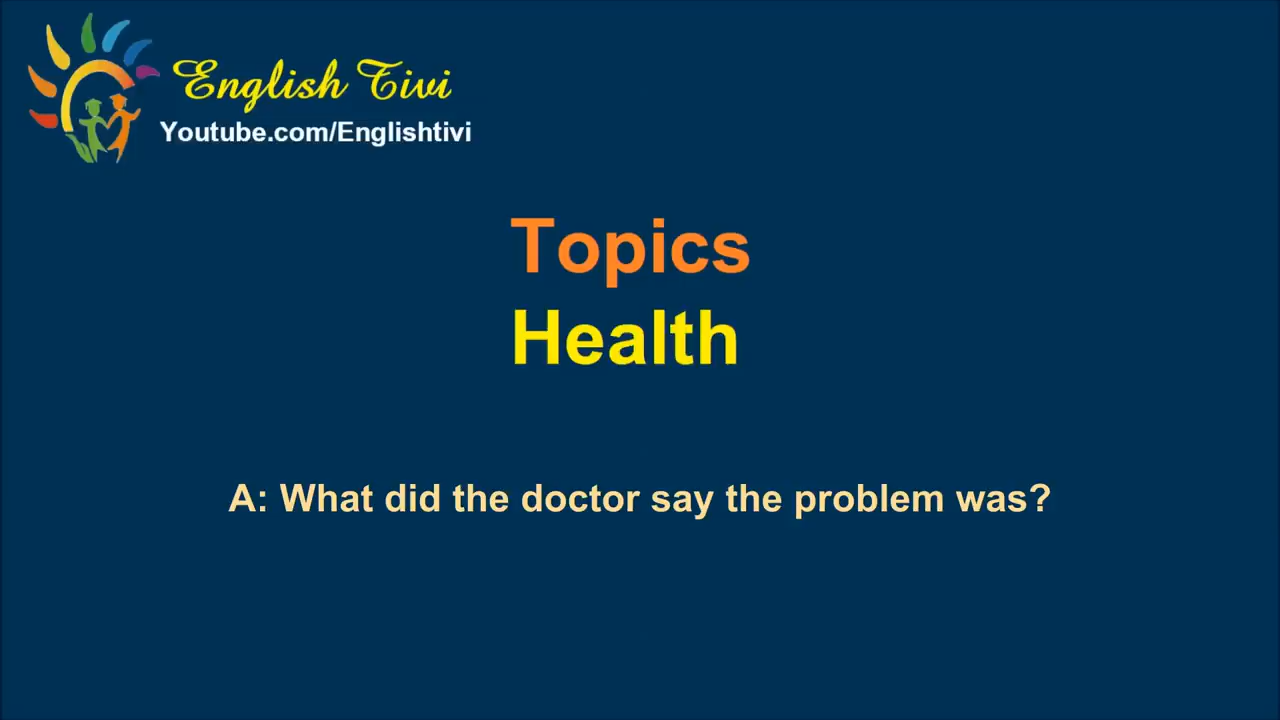 English Tivi
Youtube.com/Englishtivi
Topics
Health
A: What did the doctor say the problem was?